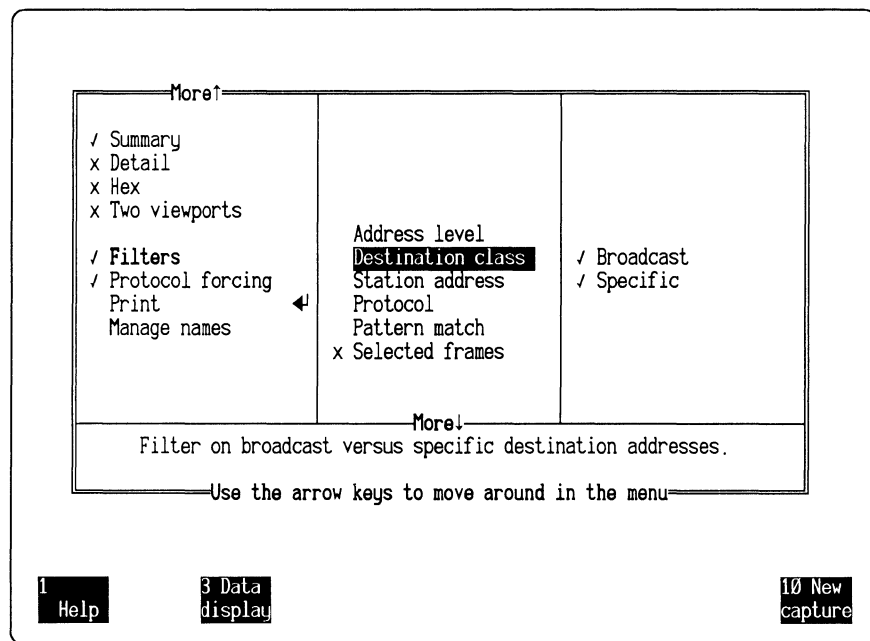 More↑
√ Summary
x Detail
x Hex
x Two viewports
√ Filters
√ Protocol forcing
Print ↵
Manage names
Address level
Destination class
Station address
Protocol
Pattern match
x Selected frames
√ Broadcast
√ Specific
More↓
Filter on broadcast versus specific destination addresses.
Use the arrow keys to move around in the menu
1
Help
3 Data
display
10 New
capture